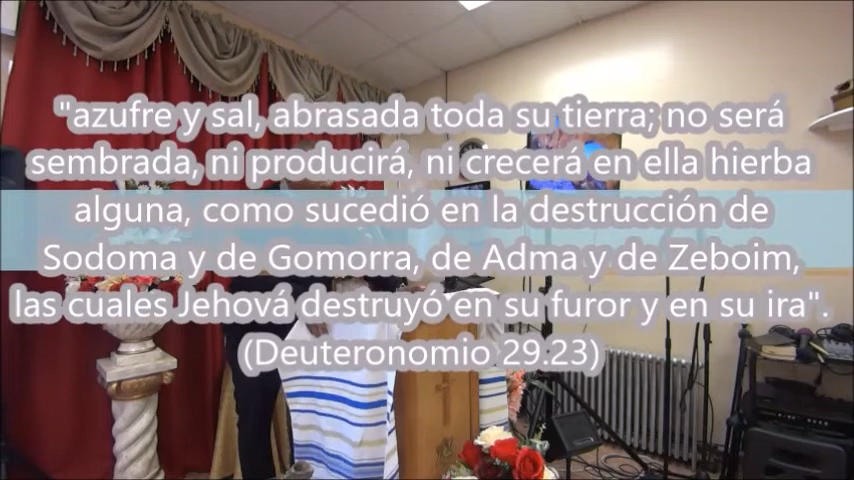 "azufre y sal, abrasada toda su tierra; no será
sembrada, ni producirá, ni crecerá en ella hierba
alguna, como sucedió en la destrucción de
Sodoma y de Gomorra, de Adma y de Zeboim,
las cuales Jehová destruyó en su furor y en su ira".
(Deuteronomio 29:23)